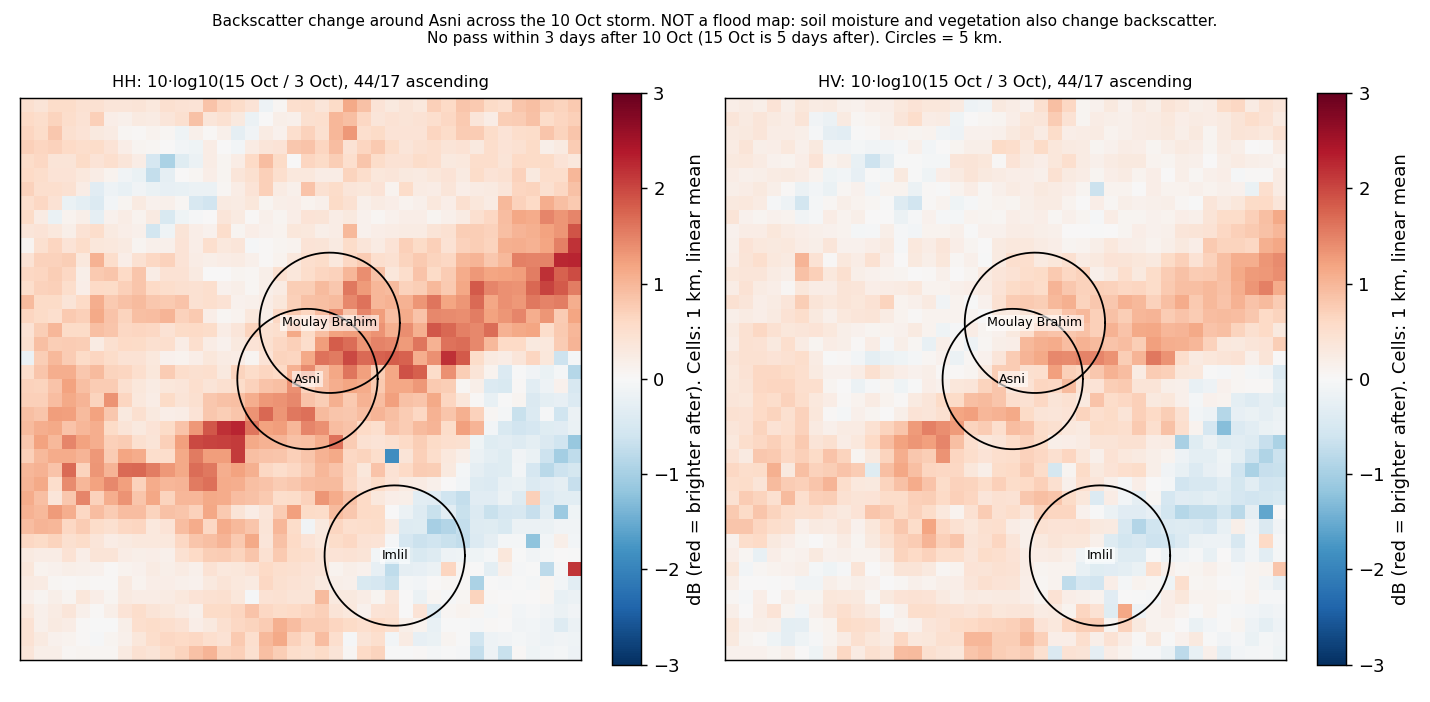 Backscatter change around Asni across the 10 Oct storm. NOT a flood map: soil moisture and vegetation also change backscatter.
No pass within 3 days after 10 Oct (15 Oct is 5 days after). Circles = 5 km.
HH: 10·log10(15 Oct / 3 Oct), 44/17 ascending
Moulay Brahim
Asni
Imlil
3
2
1
0
−1
−2
−3
dB (red = brighter after). Cells: 1 km, linear mean
HV: 10·log10(15 Oct / 3 Oct), 44/17 ascending
Moulay Brahim
Asni
Imlil
3
2
1
0
−1
−2
−3
dB (red = brighter after). Cells: 1 km, linear mean